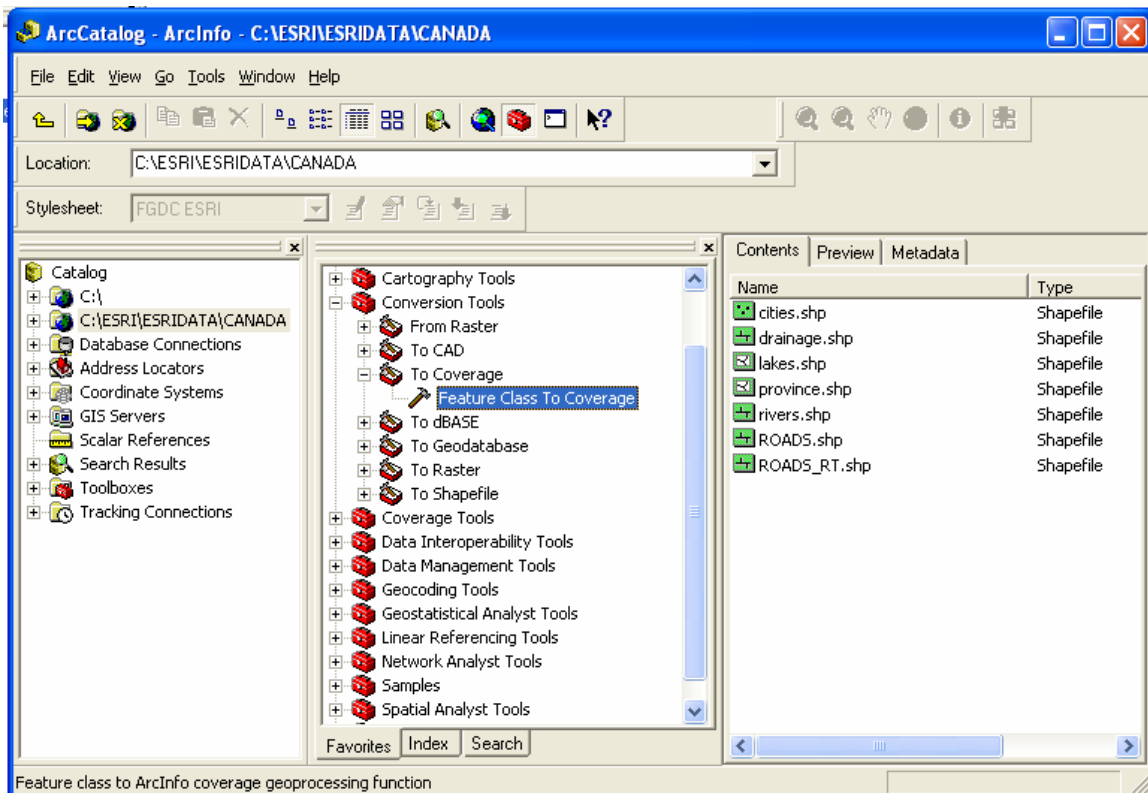 ArcCatalog - ArcInfo - C:\ESRI\ESRIDATA\CANADA
File Edit View Go Tools Window Help
Location: C:\ESRI\ESRIDATA\CANADA
Stylesheet: FGDC ESRI
Catalog
C:\
C:\ESRI\ESRIDATA\CANADA
Database Connections
Address Locators
Coordinate Systems
GIS Servers
Scalar References
Search Results
Toolboxes
Tracking Connections
Cartography Tools
Conversion Tools
From Raster
To CAD
To Coverage
Feature Class To Coverage
To dBASE
To Geodatabase
To Raster
To Shapefile
Coverage Tools
Data Interoperability Tools
Data Management Tools
Geocoding Tools
Geostatistical Analyst Tools
Linear Referencing Tools
Network Analyst Tools
Samples
Spatial Analyst Tools
Favorites Index Search
Contents Preview Metadata
Name Type
cities.shp Shapefile
drainage.shp Shapefile
lakes.shp Shapefile
province.shp Shapefile
rivers.shp Shapefile
ROADS.shp Shapefile
ROADS_RT.shp Shapefile
Feature class to ArcInfo coverage geoprocessing function